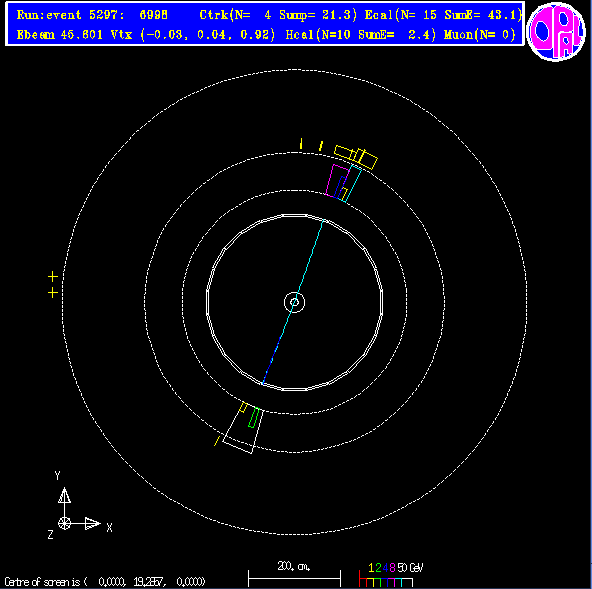 Run:event 5297: 6998 Ctrk(N= 4 Sump= 21.3) Ecal(N= 15 SumE= 43.1)
Ebeam 45.601 Vtx (-0.03, 0.04, 0.92) Hcal(N=10 SumE= 2.4) Muon(N= 0)
OPAL
Y
X
Z
200. cm.
1 2 4 8 50 GeV
Centre of screen is ( 0.0000, 19.2857, 0.0000)